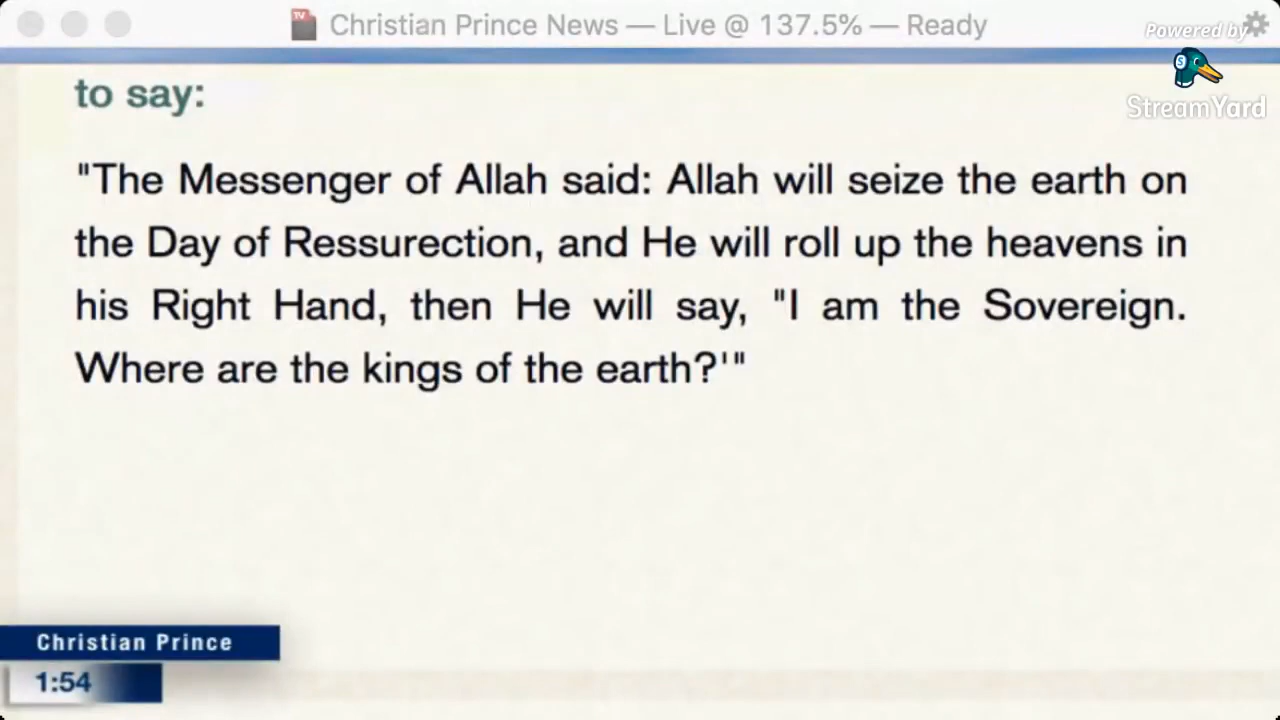 TV
Christian Prince News — Live @ 137.5% — Ready
Powered by
StreamYard
to say:
"The Messenger of Allah said: Allah will seize the earth on
the Day of Ressurection, and He will roll up the heavens in
his Right Hand, then He will say, "I am the Sovereign.
Where are the kings of the earth?'"
Christian Prince
1:54